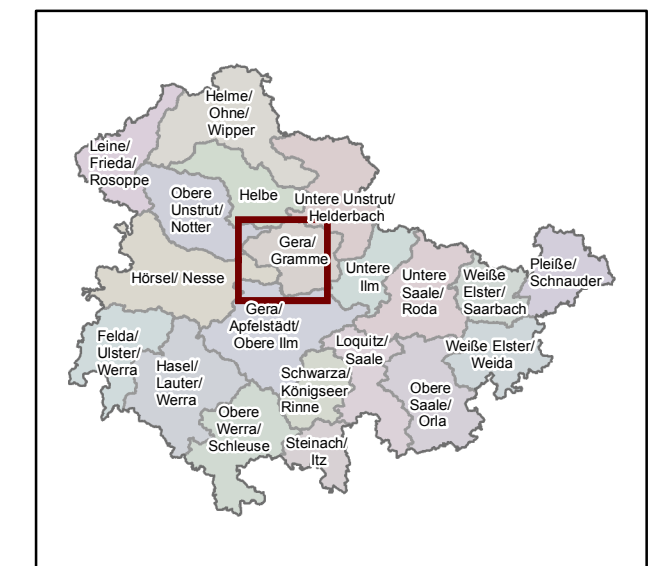 Helme/
Ohne/
Wipper
Leine/
Frieda/
Rosoppe
Obere
Unstrut/
Notter
Helbe
Untere Unstrut/
Helderbach
Gera/
Gramme
Hörsel/ Nesse
Untere
Ilm
Untere
Saale/
Roda
Weiße
Elster/
Saarbach
Pleiße/
Schnauder
Gera/
Apfelstädt/
Obere Ilm
Felda/
Ulster/
Werra
Hasel/
Lauter/
Werra
Loquitz/
Saale
Weiße Elster/
Weida
Schwarza/
Königseer
Rinne
Obere
Saale/
Orla
Obere
Werra/
Schleuse
Steinach/
Itz